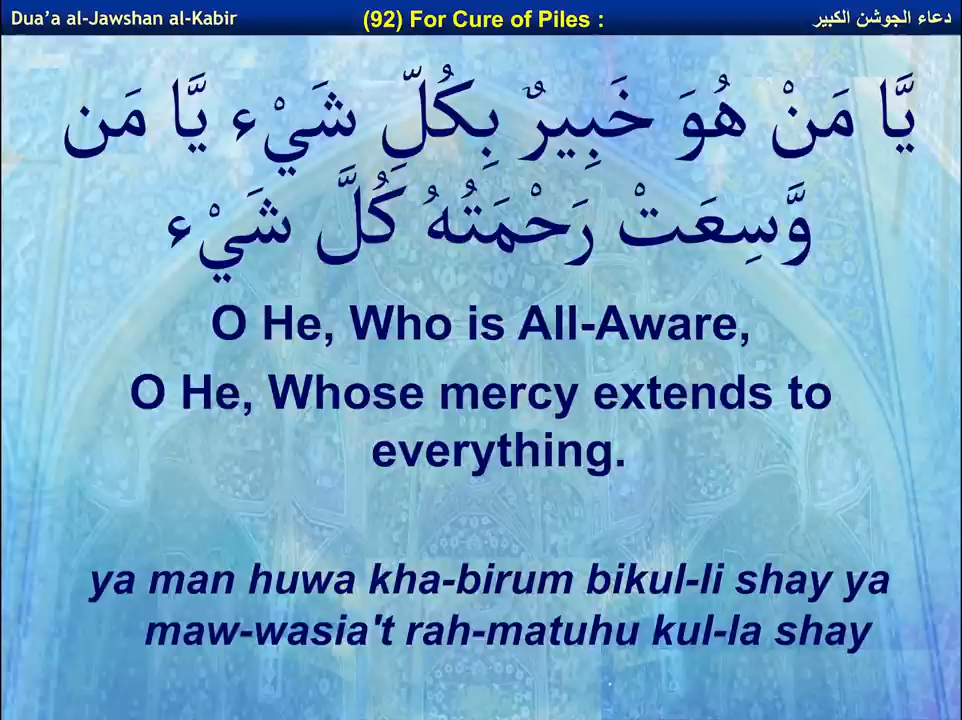 Dua’a al-Jawshan al-Kabir
(92) For Cure of Piles :
دعاء الجوشن الكبير
يَّا مَنْ هُوَ خَبِيرٌ بِكُلِّ شَيْء يَّا مَن
وَّسِعَتْ رَحْمَتُهُ كُلَّ شَيْء
O He, Who is All-Aware,
O He, Whose mercy extends to
everything.
ya man huwa kha-birum bikul-li shay ya
maw-wasia't rah-matuhu kul-la shay